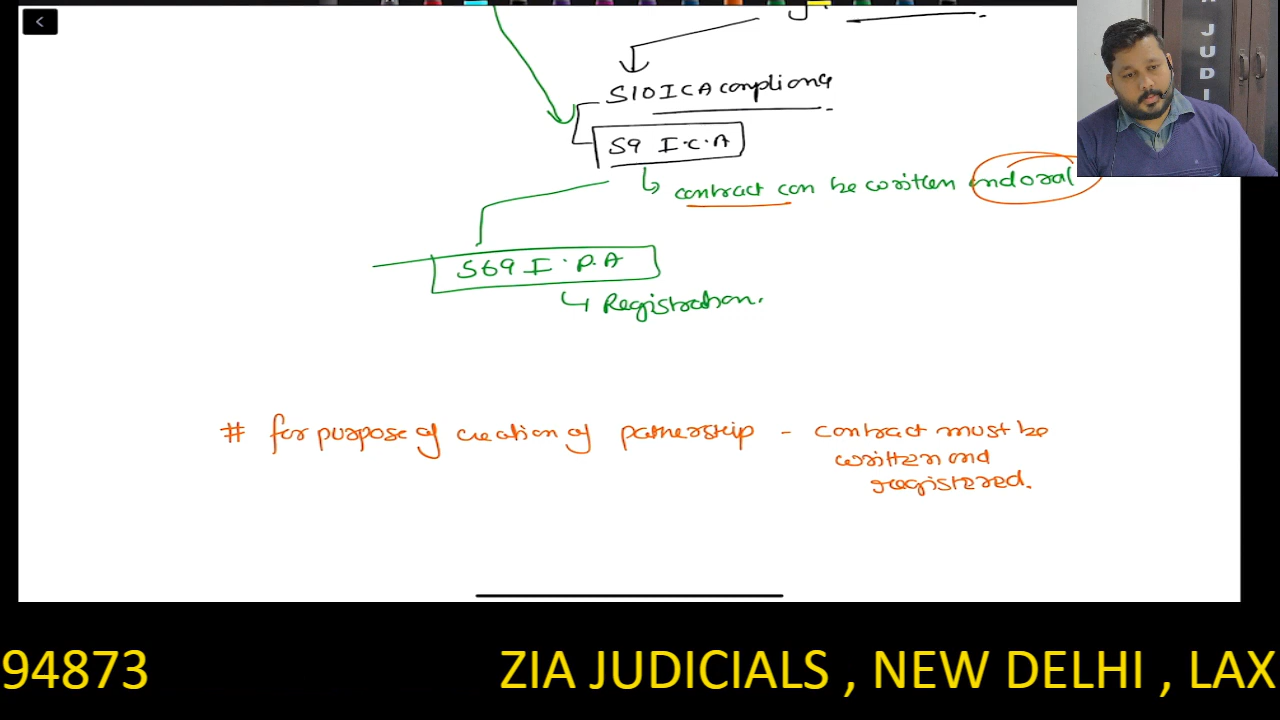 S10 ICA compliance
S9 I.C.A
contract can be written and oral
S69 I.P.A
Registration.
# for purpose of creation of partnership - contract must be
written and
registered.
J
U
D
I
94873 ZIA JUDICIALS , NEW DELHI , LAX